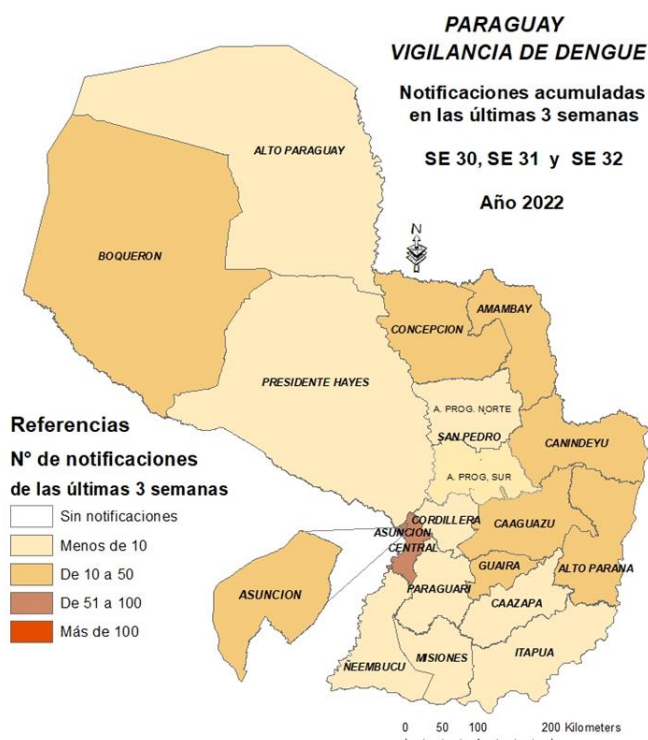 PARAGUAY
VIGILANCIA DE DENGUE
Notificaciones acumuladas
en las últimas 3 semanas
SE 30, SE 31 y SE 32
Año 2022
N
ALTO PARAGUAY
BOQUERON
CONCEPCION
AMAMBAY
PRESIDENTE HAYES
A. PROG. NORTE
SAN PEDRO
CANINDEYU
A. PROG. SUR
CORDILLERA
ASUNCION
CENTRAL
CAAGUAZU
GUAIRA
ALTO PARANA
PARAGUARI
CAAZAPA
ÑEEMBUCU
MISIONES
ITAPUA
ASUNCION
Referencias
N° de notificaciones
de las últimas 3 semanas
Sin notificaciones
Menos de 10
De 10 a 50
De 51 a 100
Más de 100
0 50 100 200 Kilometers